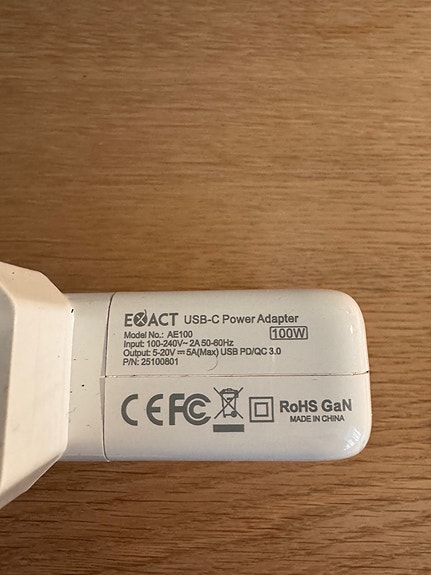 EXACT USB-C Power Adapter
Model No.: AE100
100W
Input: 100-240V~ 2A 50-60Hz
Output: 5-20V⎓5A(Max) USB PD/QC 3.0
P/N: 25100801
CE FC RoHS GaN
MADE IN CHINA